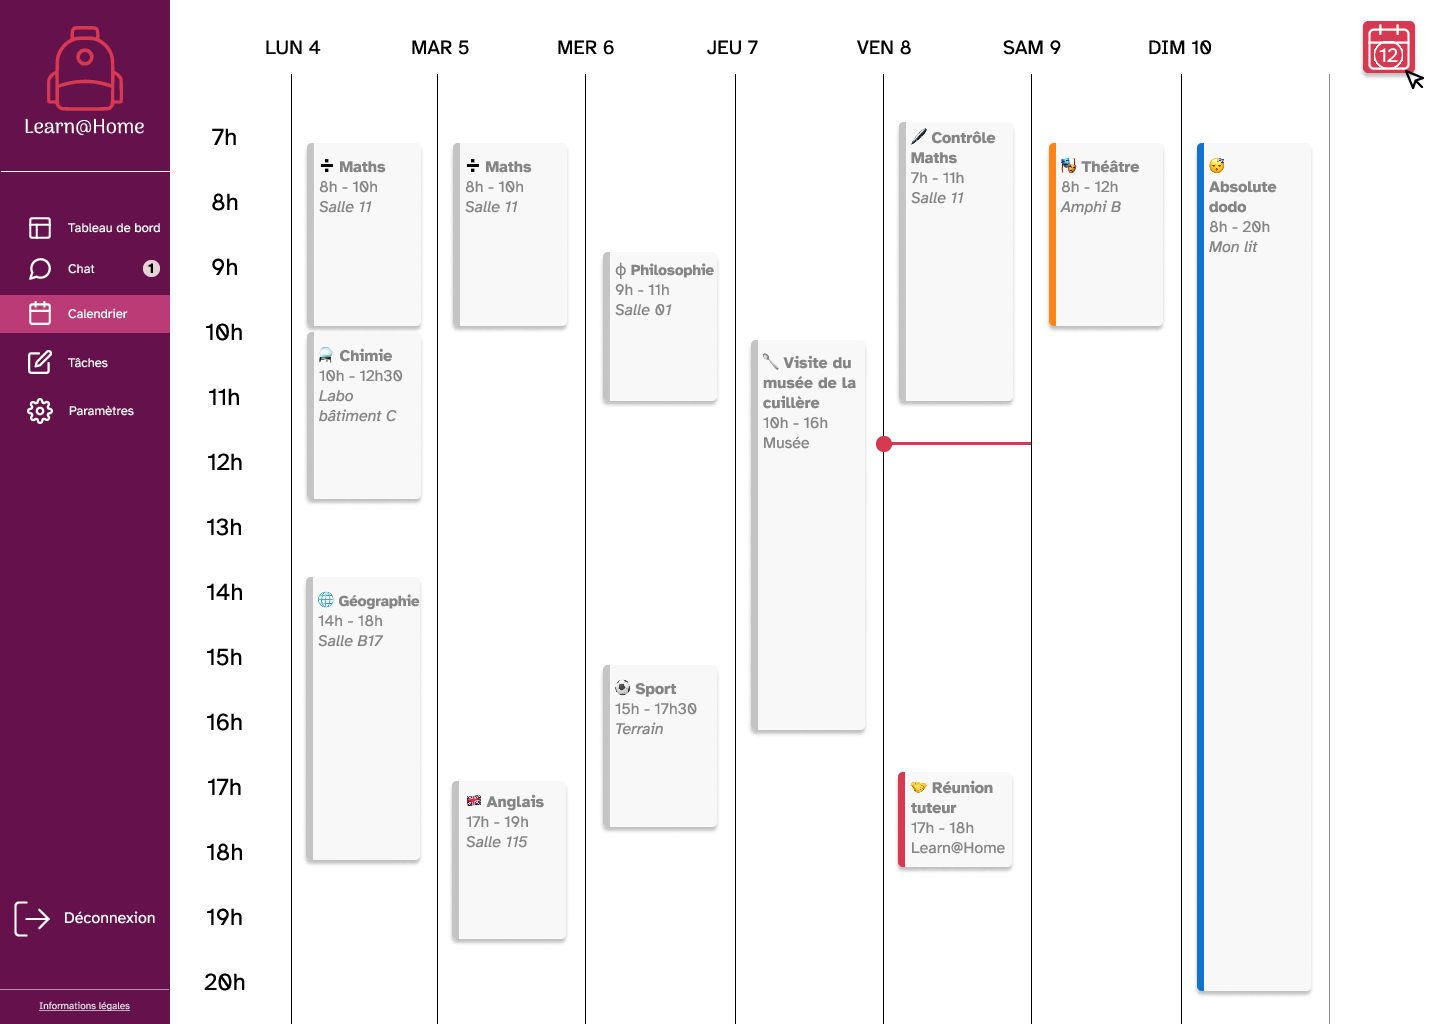 Learn@Home
Tableau de bord
Chat
1
Calendrier
Tâches
Paramètres
Déconnexion
Informations légales
LUN 4
MAR 5
MER 6
JEU 7
VEN 8
SAM 9
DIM 10
12
7h
8h
9h
10h
11h
12h
13h
14h
15h
16h
17h
18h
19h
20h
Maths
8h - 10h
Salle 11
Chimie
10h - 12h30
Labo
bâtiment C
Géographie
14h - 18h
Salle B17
Maths
8h - 10h
Salle 11
Anglais
17h - 19h
Salle 115
ф Philosophie
9h - 11h
Salle 01
Sport
15h - 17h30
Terrain
Visite du
musée de la
cuillère
10h - 16h
Musée
Contrôle
Maths
7h - 11h
Salle 11
Réunion
tuteur
17h - 18h
Learn@Home
Théâtre
8h - 12h
Amphi B
Absolute
dodo
8h - 20h
Mon lit